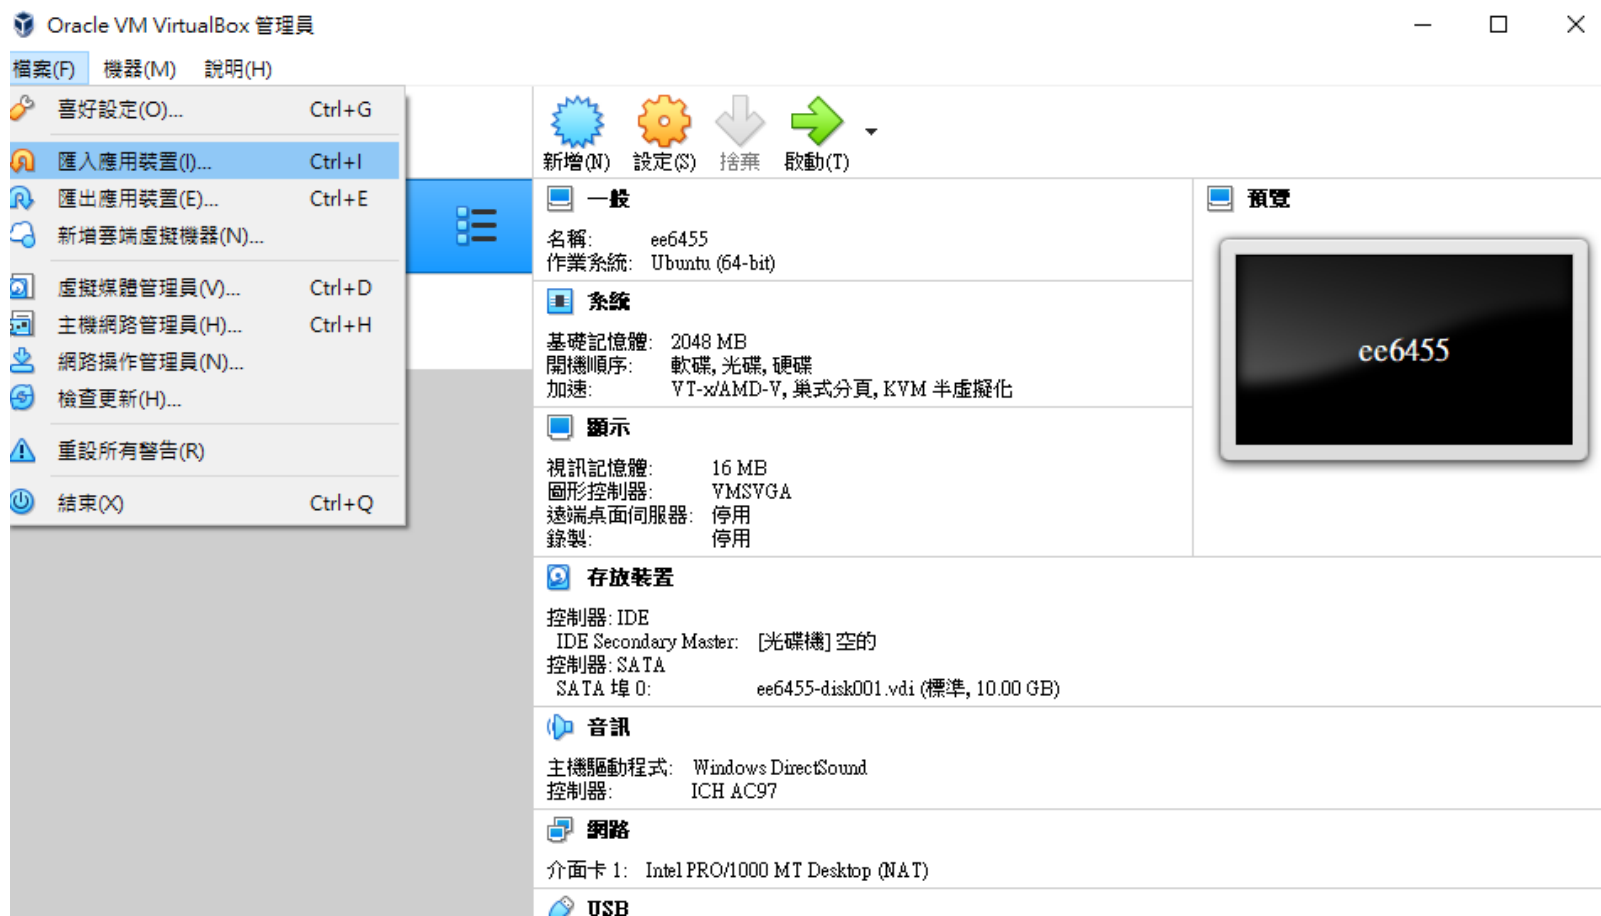 Oracle VM VirtualBox 管理員
檔案(F) 機器(M) 說明(H)
喜好設定(O)... Ctrl+G
匯入應用裝置(I)... Ctrl+I
匯出應用裝置(E)... Ctrl+E
新增雲端虛擬機器(N)...
虛擬媒體管理員(V)... Ctrl+D
主機網路管理員(H)... Ctrl+H
網路操作管理員(N)...
檢查更新(H)...
重設所有警告(R)
結束(X) Ctrl+Q
新增(N) 設定(S) 捨棄 啟動(T)
一般
名稱: ee6455
作業系統: Ubuntu (64-bit)
系統
基礎記憶體: 2048 MB
開機順序: 軟碟, 光碟, 硬碟
加速: VT-x/AMD-V, 巢式分頁, KVM 半虛擬化
顯示
視訊記憶體: 16 MB
圖形控制器: VMSVGA
遠端桌面伺服器: 停用
錄製: 停用
預覽
ee6455
存放裝置
控制器: IDE
IDE Secondary Master: [光碟機] 空的
控制器: SATA
SATA 埠 0: ee6455-disk001.vdi (標準, 10.00 GB)
音訊
主機驅動程式: Windows DirectSound
控制器: ICH AC97
網路
介面卡 1: Intel PRO/1000 MT Desktop (NAT)
USB